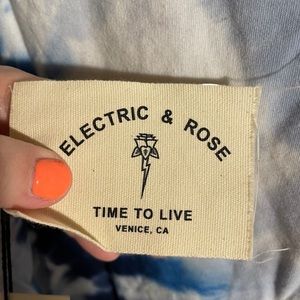 ELECTRIC & ROSE
TIME TO LIVE
VENICE, CA